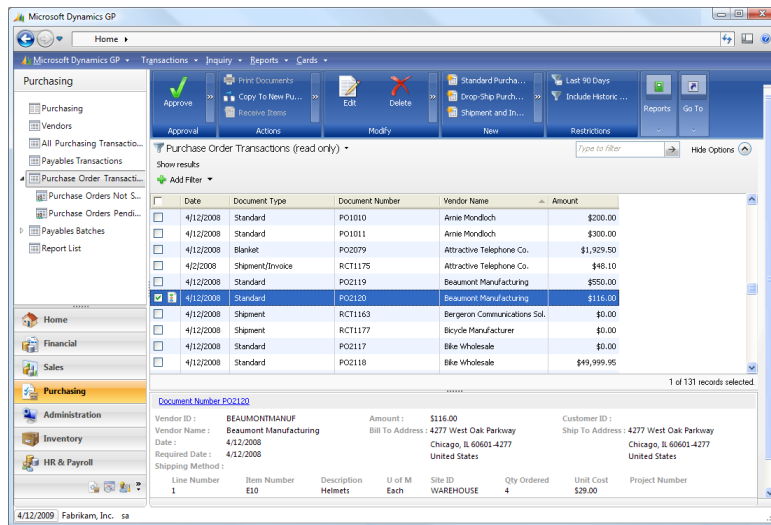 Microsoft Dynamics GP
Home
Microsoft Dynamics GP Transactions Inquiry Reports Cards
Purchasing
Purchasing
Vendors
All Purchasing Transactio...
Payables Transactions
Purchase Order Transacti...
Purchase Orders Not S...
Purchase Orders Pendi...
Payables Batches
Report List
Home
Financial
Sales
Purchasing
Administration
Inventory
HR & Payroll
Approve
Approval
Print Documents
Copy To New Pu...
Receive Items
Actions
Edit
Delete
Modify
Standard Purcha...
Drop-Ship Purch...
Shipment and In...
New
Last 90 Days
Include Historic ...
Restrictions
Reports
Go To
Purchase Order Transactions (read only)
Type to filter
Hide Options
Show results
Add Filter
Date Document Type Document Number Vendor Name Amount
4/12/2008 Standard PO1010 Arnie Mondloch $200.00
4/12/2008 Standard PO1011 Arnie Mondloch $300.00
4/12/2008 Blanket PO2079 Attractive Telephone Co. $1,929.50
4/2/2008 Shipment/Invoice RCT1175 Attractive Telephone Co. $48.10
4/12/2008 Standard PO2119 Beaumont Manufacturing $550.00
4/12/2008 Standard PO2120 Beaumont Manufacturing $116.00
4/12/2008 Shipment RCT1163 Bergeron Communications Sol. $0.00
4/12/2008 Shipment RCT1177 Bicycle Manufacturer $0.00
4/12/2008 Standard PO2117 Bike Wholesale $0.00
4/12/2008 Standard PO2118 Bike Wholesale $49,999.95
1 of 131 records selected.
Document Number PO2120
Vendor ID : BEAUMONTMANUF Amount : $116.00 Customer ID :
Vendor Name : Beaumont Manufacturing Bill To Address : 4277 West Oak Parkway Ship To Address : 4277 West Oak Parkway
Date : 4/12/2008 Chicago, IL 60601-4277 Chicago, IL 60601-4277
Required Date : 4/12/2008 United States United States
Shipping Method :
Line Number Item Number Description U of M Site ID Qty Ordered Unit Cost Project Number
1 E10 Helmets Each WAREHOUSE 4 $29.00
4/12/2009 Fabrikam, Inc. sa